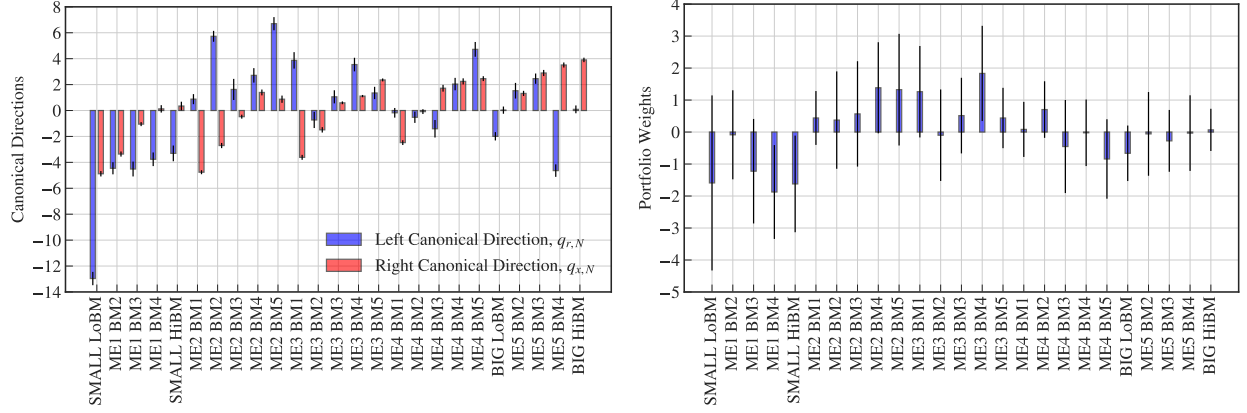 8
6
4
2
0
−2
−4
−6
−8
−10
−12
−14
Canonical Directions
Left Canonical Direction, q_{r,N}
Right Canonical Direction, q_{x,N}
SMALL LoBM
ME1 BM2
ME1 BM3
ME1 BM4
SMALL HiBM
ME2 BM1
ME2 BM2
ME2 BM3
ME2 BM4
ME2 BM5
ME3 BM1
ME3 BM2
ME3 BM3
ME3 BM4
ME3 BM5
ME4 BM1
ME4 BM2
ME4 BM3
ME4 BM4
ME4 BM5
BIG LoBM
ME5 BM2
ME5 BM3
ME5 BM4
BIG HiBM
4
3
2
1
0
−1
−2
−3
−4
−5
Portfolio Weights
SMALL LoBM
ME1 BM2
ME1 BM3
ME1 BM4
SMALL HiBM
ME2 BM1
ME2 BM2
ME2 BM3
ME2 BM4
ME2 BM5
ME3 BM1
ME3 BM2
ME3 BM3
ME3 BM4
ME3 BM5
ME4 BM1
ME4 BM2
ME4 BM3
ME4 BM4
ME4 BM5
BIG LoBM
ME5 BM2
ME5 BM3
ME5 BM4
BIG HiBM